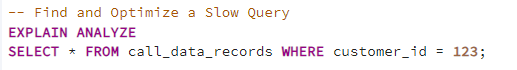 -- Find and Optimize a Slow Query
EXPLAIN ANALYZE
SELECT * FROM call_data_records WHERE customer_id = 123;